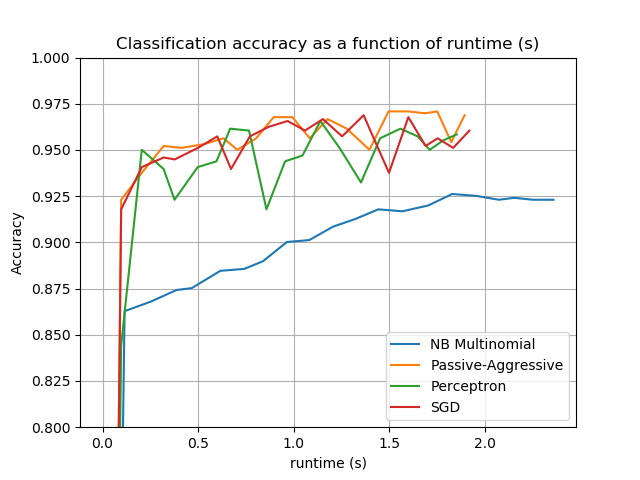 Classification accuracy as a function of runtime (s)
1.000
0.975
0.950
0.925
0.900
0.875
0.850
0.825
0.800
Accuracy
NB Multinomial
Passive-Aggressive
Perceptron
SGD
0.0 0.5 1.0 1.5 2.0
runtime (s)